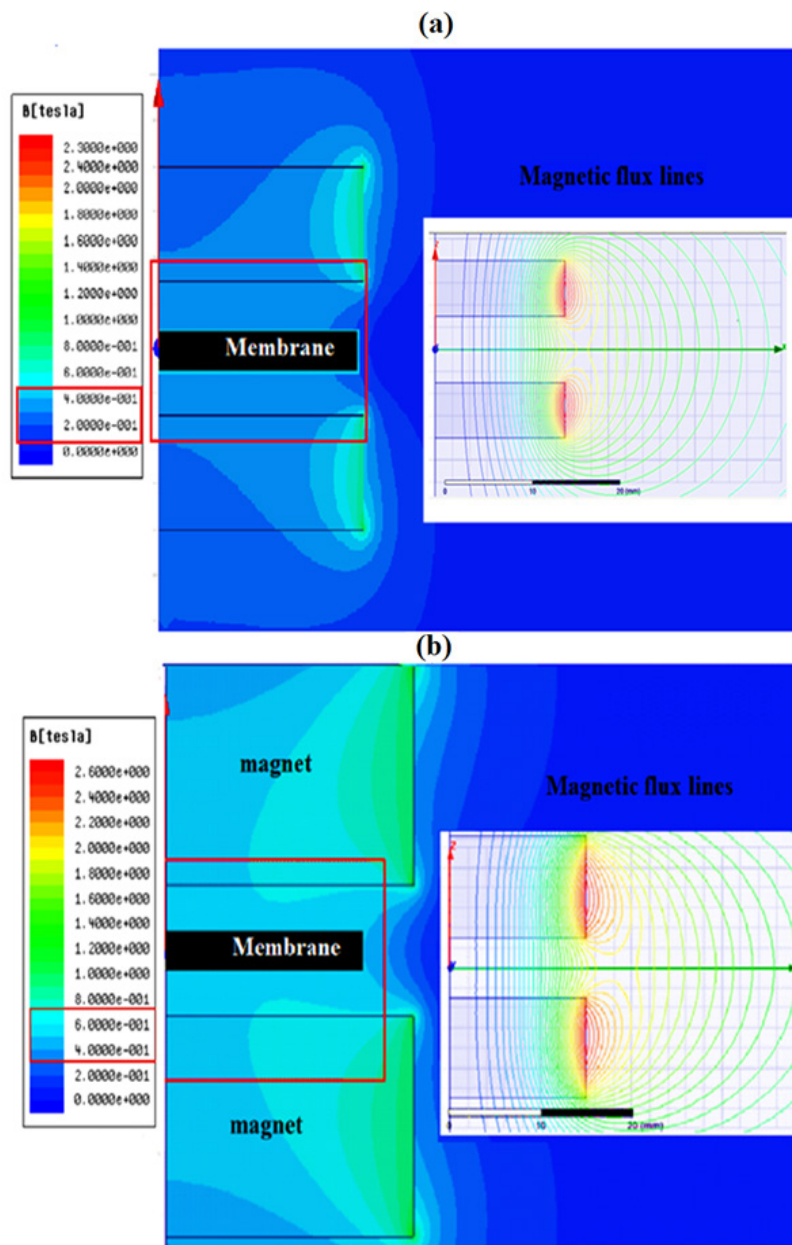 (a)
B[tesla]
2.3000e+000
2.4000e+000
2.0000e+000
1.8000e+000
1.6000e+000
1.4000e+000
1.2000e+000
1.0000e+000
8.0000e-001
6.0000e-001
4.0000e-001
2.0000e-001
0.0000e+000
Magnetic flux lines
Membrane
0 10 20 (mm)
(b)
B[tesla]
2.6000e+000
2.4000e+000
2.2000e+000
2.0000e+000
1.8000e+000
1.6000e+000
1.4000e+000
1.2000e+000
1.0000e+000
8.0000e-001
6.0000e-001
4.0000e-001
2.0000e-001
0.0000e+000
magnet
Magnetic flux lines
Membrane
magnet
Z
0 10 20 (mm)